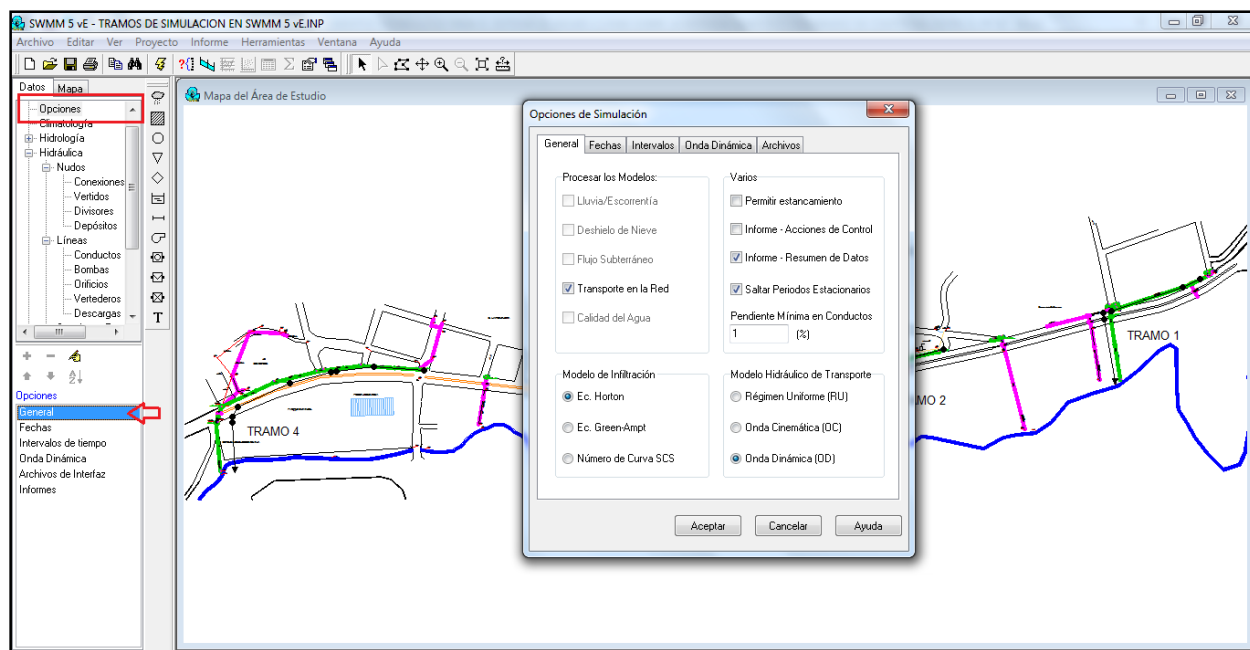 SWMM 5 vE - TRAMOS DE SIMULACION EN SWMM 5 vE.INP
Archivo Editar Ver Proyecto Informe Herramientas Ventana Ayuda
Datos Mapa
Opciones
Climatología
Hidrología
Hidráulica
Nudos
Conexiones
Vertidos
Divisores
Depósitos
Líneas
Conductos
Bombas
Orificios
Vertederos
Descargas
T
Opciones
General
Fechas
Intervalos de tiempo
Onda Dinámica
Archivos de Interfaz
Informes
Mapa del Área de Estudio
TRAMO 4
MO 2
TRAMO 1
Opciones de Simulación
General Fechas Intervalos Onda Dinámica Archivos
Procesar los Modelos:
Lluvia/Escorrentía
Deshielo de Nieve
Flujo Subterráneo
Transporte en la Red
Calidad del Agua
Varios
Permitir estancamiento
Informe - Acciones de Control
Informe - Resumen de Datos
Saltar Periodos Estacionarios
Pendiente Mínima en Conductos
1 (%)
Modelo de Infiltración
Ec. Horton
Ec. Green-Ampt
Número de Curva SCS
Modelo Hidráulico de Transporte
Régimen Uniforme (RU)
Onda Cinemática (OC)
Onda Dinámica (OD)
Aceptar Cancelar Ayuda